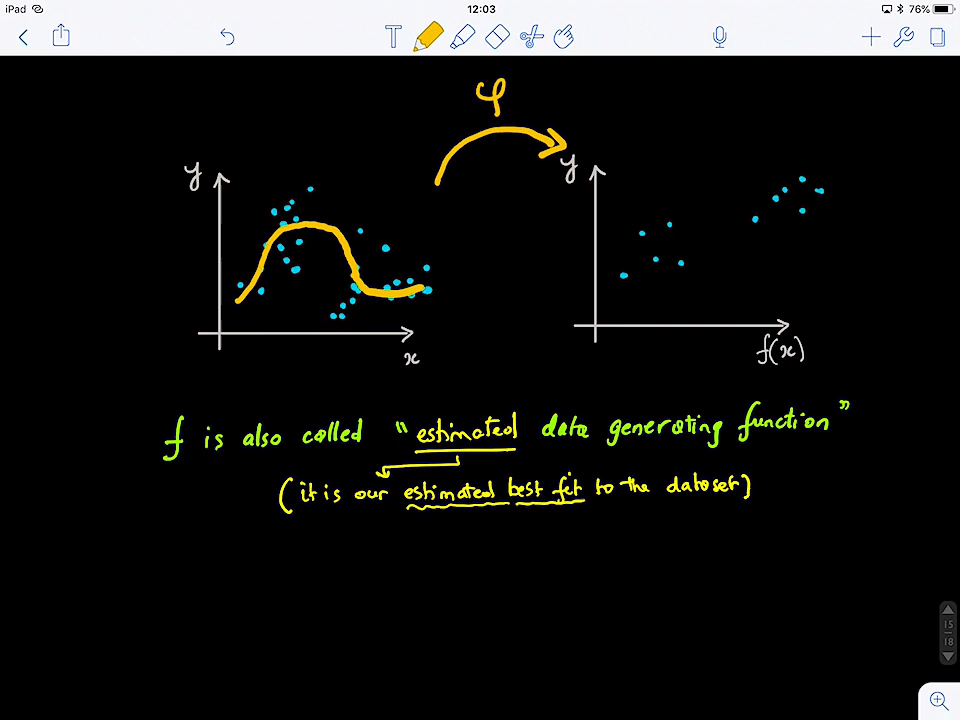 iPad
12:03
76%
T
φ
y
y
x
f(x)
f is also called "estimated data generating function"
(it is our estimated best fit to the dataset)
15
18